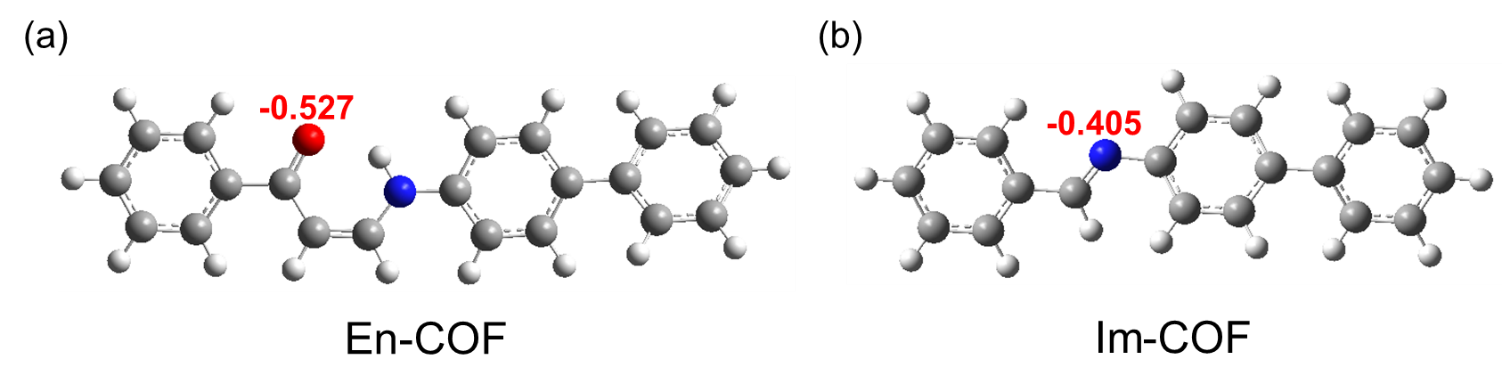 (a)
(b)
-0.527
-0.405
En-COF
Im-COF